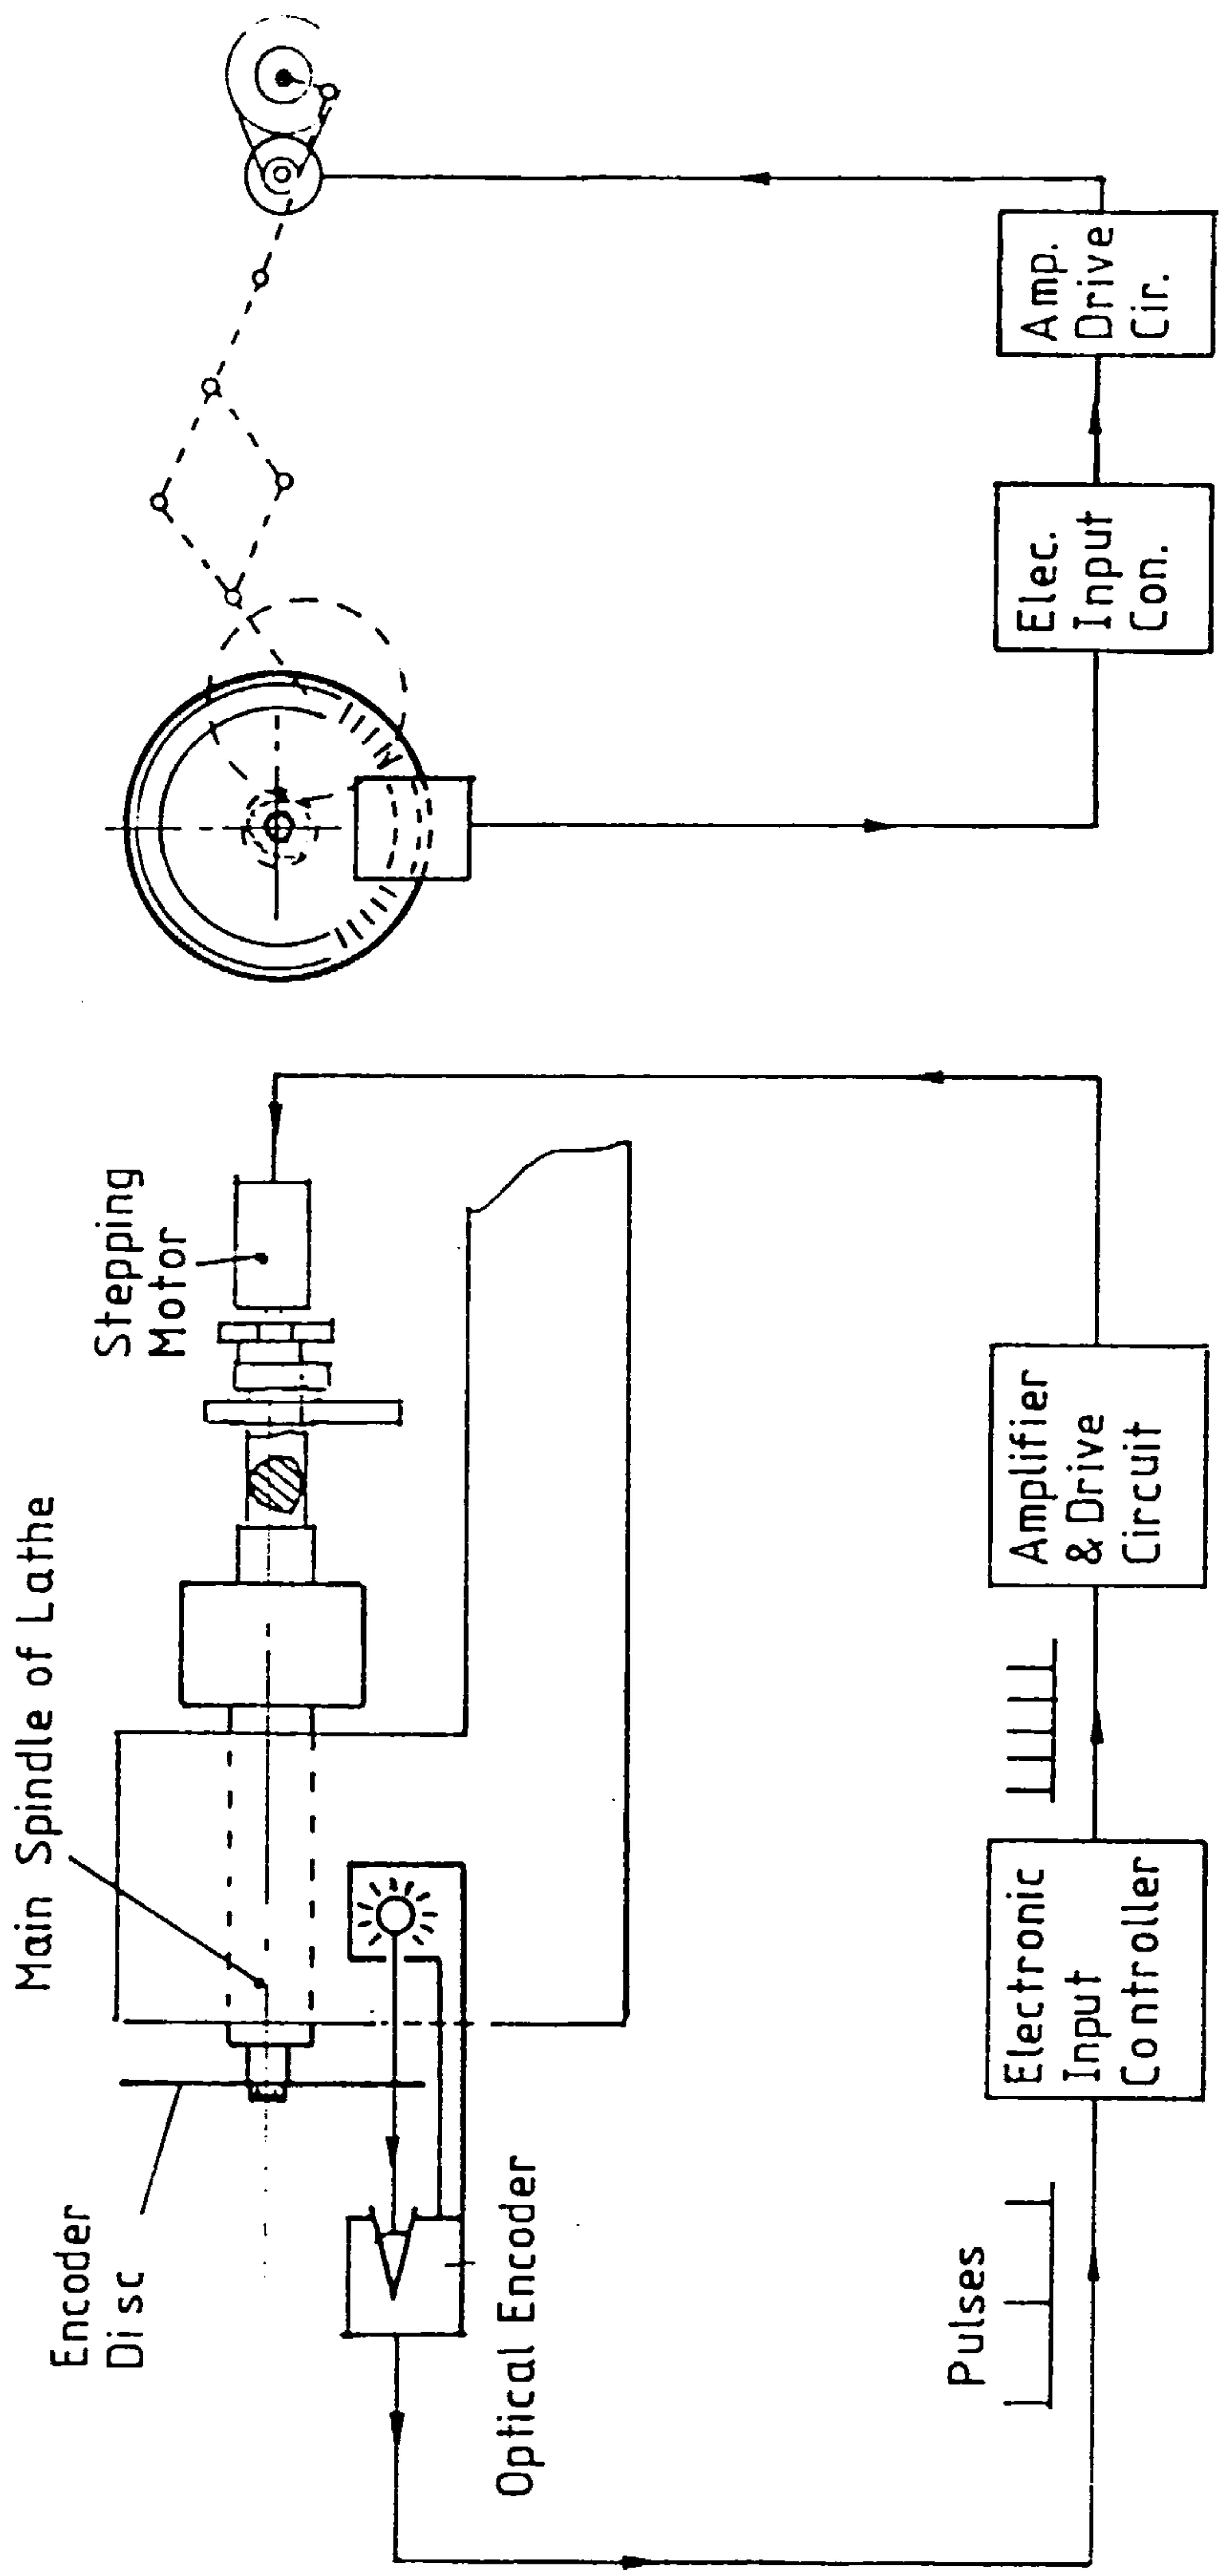 Main Spindle of Lathe
Stepping
Motor
Encoder
Disc
Optical Encoder
Pulses
Electronic
Input
Controller
Amplifier
& Drive
Circuit
Elec.
Input
Con.
Amp.
Drive
Cir.